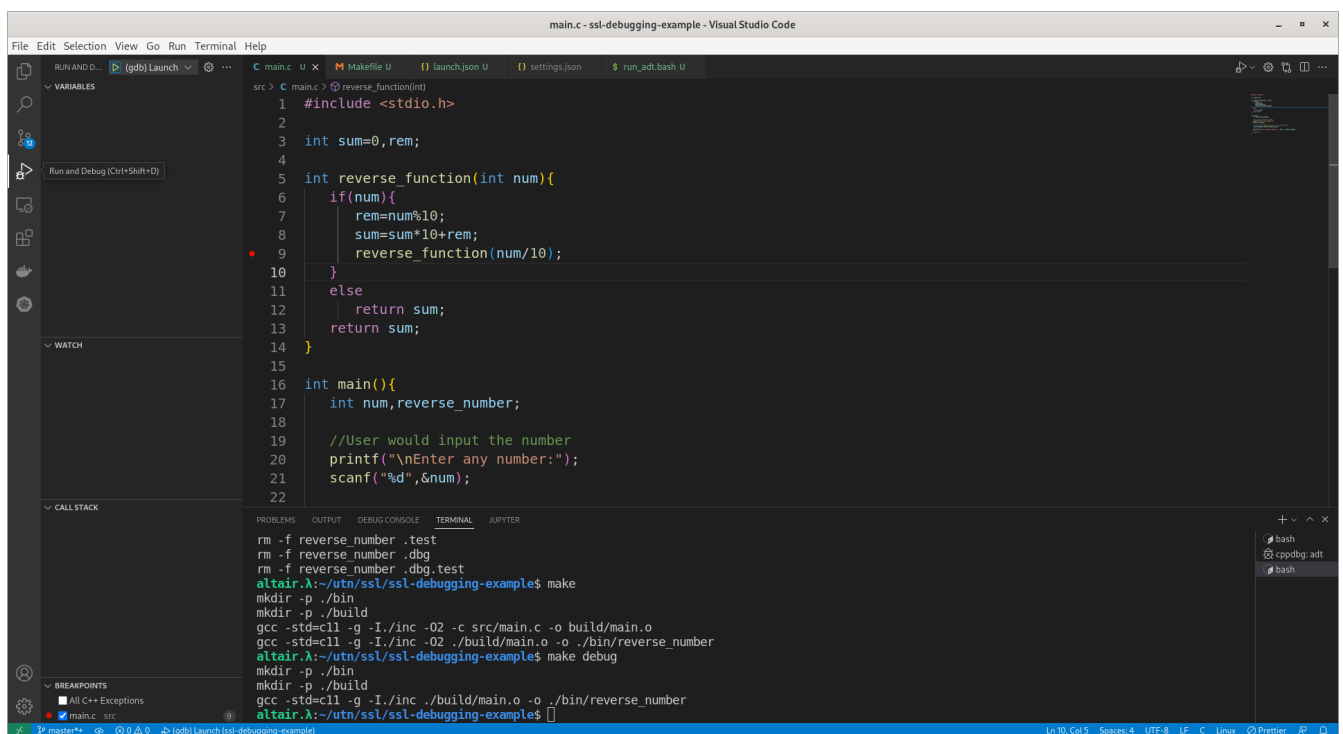 main.c - ssl-debugging-example - Visual Studio Code
File Edit Selection View Go Run Terminal Help
RUN AND D... (gdb) Launch
C main.c U × M Makefile U {} launch.json U {} settings.json $ run_adt.bash U
VARIABLES
src > C main.c > reverse_function(int)
1 #include <stdio.h>
2
3 int sum=0,rem;
4
Run and Debug (Ctrl+Shift+D)
5 int reverse_function(int num){
6 if(num){
7 rem=num%10;
8 sum=sum*10+rem;
9 reverse_function(num/10);
10 }
11 else
12 return sum;
13 return sum;
14 }
15
16 int main(){
17 int num,reverse_number;
18
19 //User would input the number
20 printf("\nEnter any number:");
21 scanf("%d",&num);
22
12
WATCH
CALL STACK
PROBLEMS OUTPUT DEBUG CONSOLE TERMINAL JUPYTER
rm -f reverse_number .test
rm -f reverse_number .dbg
rm -f reverse_number .dbg.test
altair.λ:~/utn/ssl/ssl-debugging-example$ make
mkdir -p ./bin
mkdir -p ./build
gcc -std=c11 -g -I./inc -O2 -c src/main.c -o build/main.o
gcc -std=c11 -g -I./inc -O2 ./build/main.o -o ./bin/reverse_number
altair.λ:~/utn/ssl/ssl-debugging-example$ make debug
mkdir -p ./bin
mkdir -p ./build
gcc -std=c11 -g -I./inc ./build/main.o -o ./bin/reverse_number
altair.λ:~/utn/ssl/ssl-debugging-example$
bash
cppdbg: adt
bash
BREAKPOINTS
All C++ Exceptions
main.c src 9
master*+ 0 0 0 (gdb) Launch (ssl-debugging-example) Ln 10, Col 5 Spaces: 4 UTF-8 LF C Linux Prettier